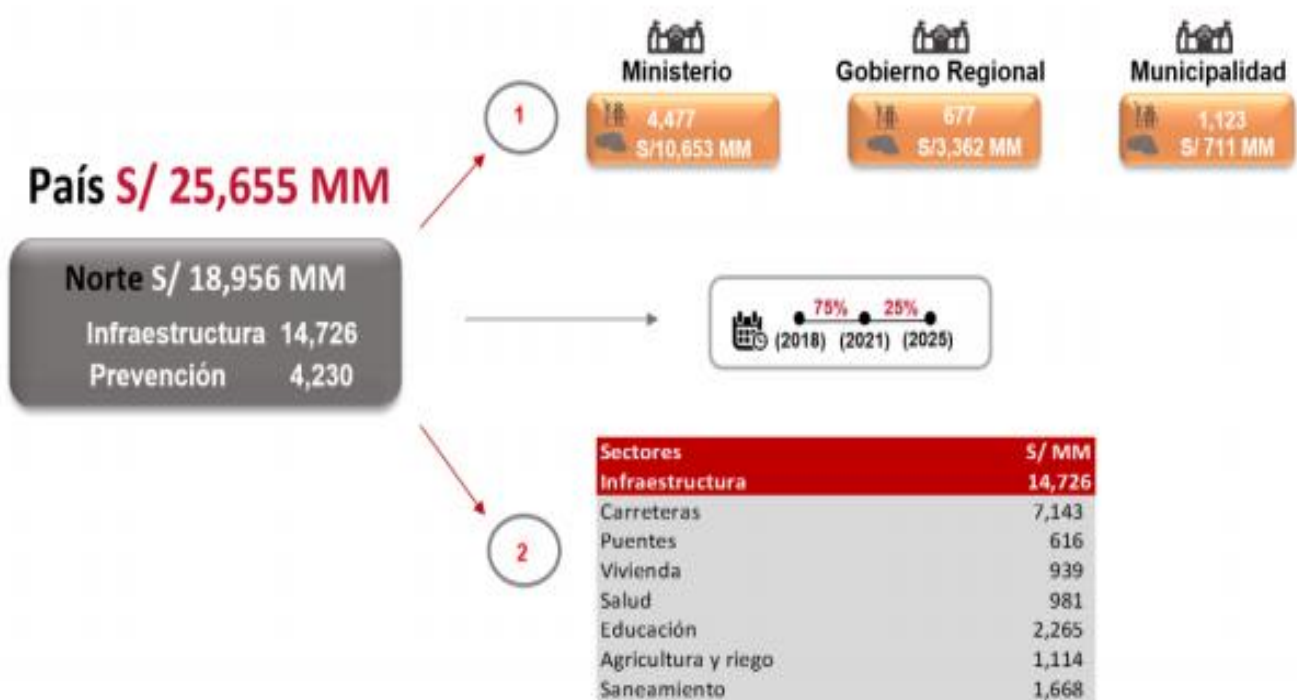 Ministerio
4,477
S/10,653 MM
Gobierno Regional
677
S/3,362 MM
Municipalidad
1,123
S/ 711 MM
1
País S/ 25,655 MM
Norte S/ 18,956 MM
Infraestructura 14,726
Prevención 4,230
75% 25%
(2018) (2021) (2025)
2
Sectores S/ MM
Infraestructura 14,726
Carreteras 7,143
Puentes 616
Vivienda 939
Salud 981
Educación 2,265
Agricultura y riego 1,114
Saneamiento 1,668